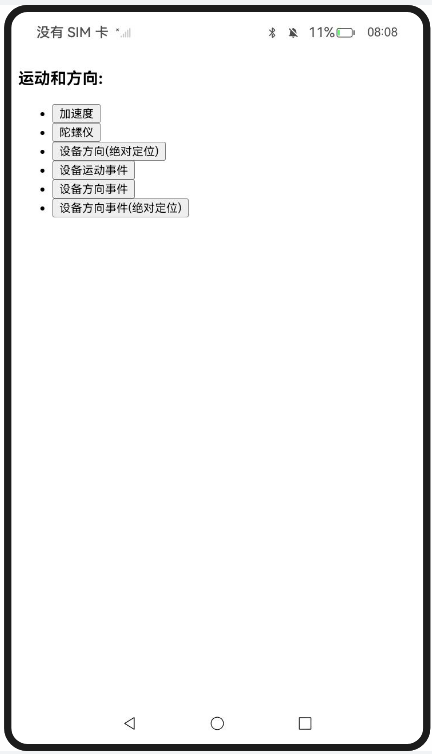 没有 SIM 卡
11%
08:08
运动和方向:
加速度
陀螺仪
设备方向(绝对定位)
设备运动事件
设备方向事件
设备方向事件(绝对定位)